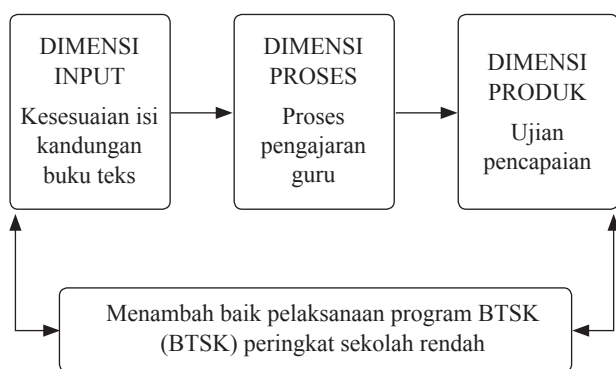 DIMENSI
INPUT
Kesesuaian isi
kandungan
buku teks
DIMENSI
PROSES
Proses
pengajaran
guru
DIMENSI
PRODUK
Ujian
pencapaian
Menambah baik pelaksanaan program BTSK
(BTSK) peringkat sekolah rendah